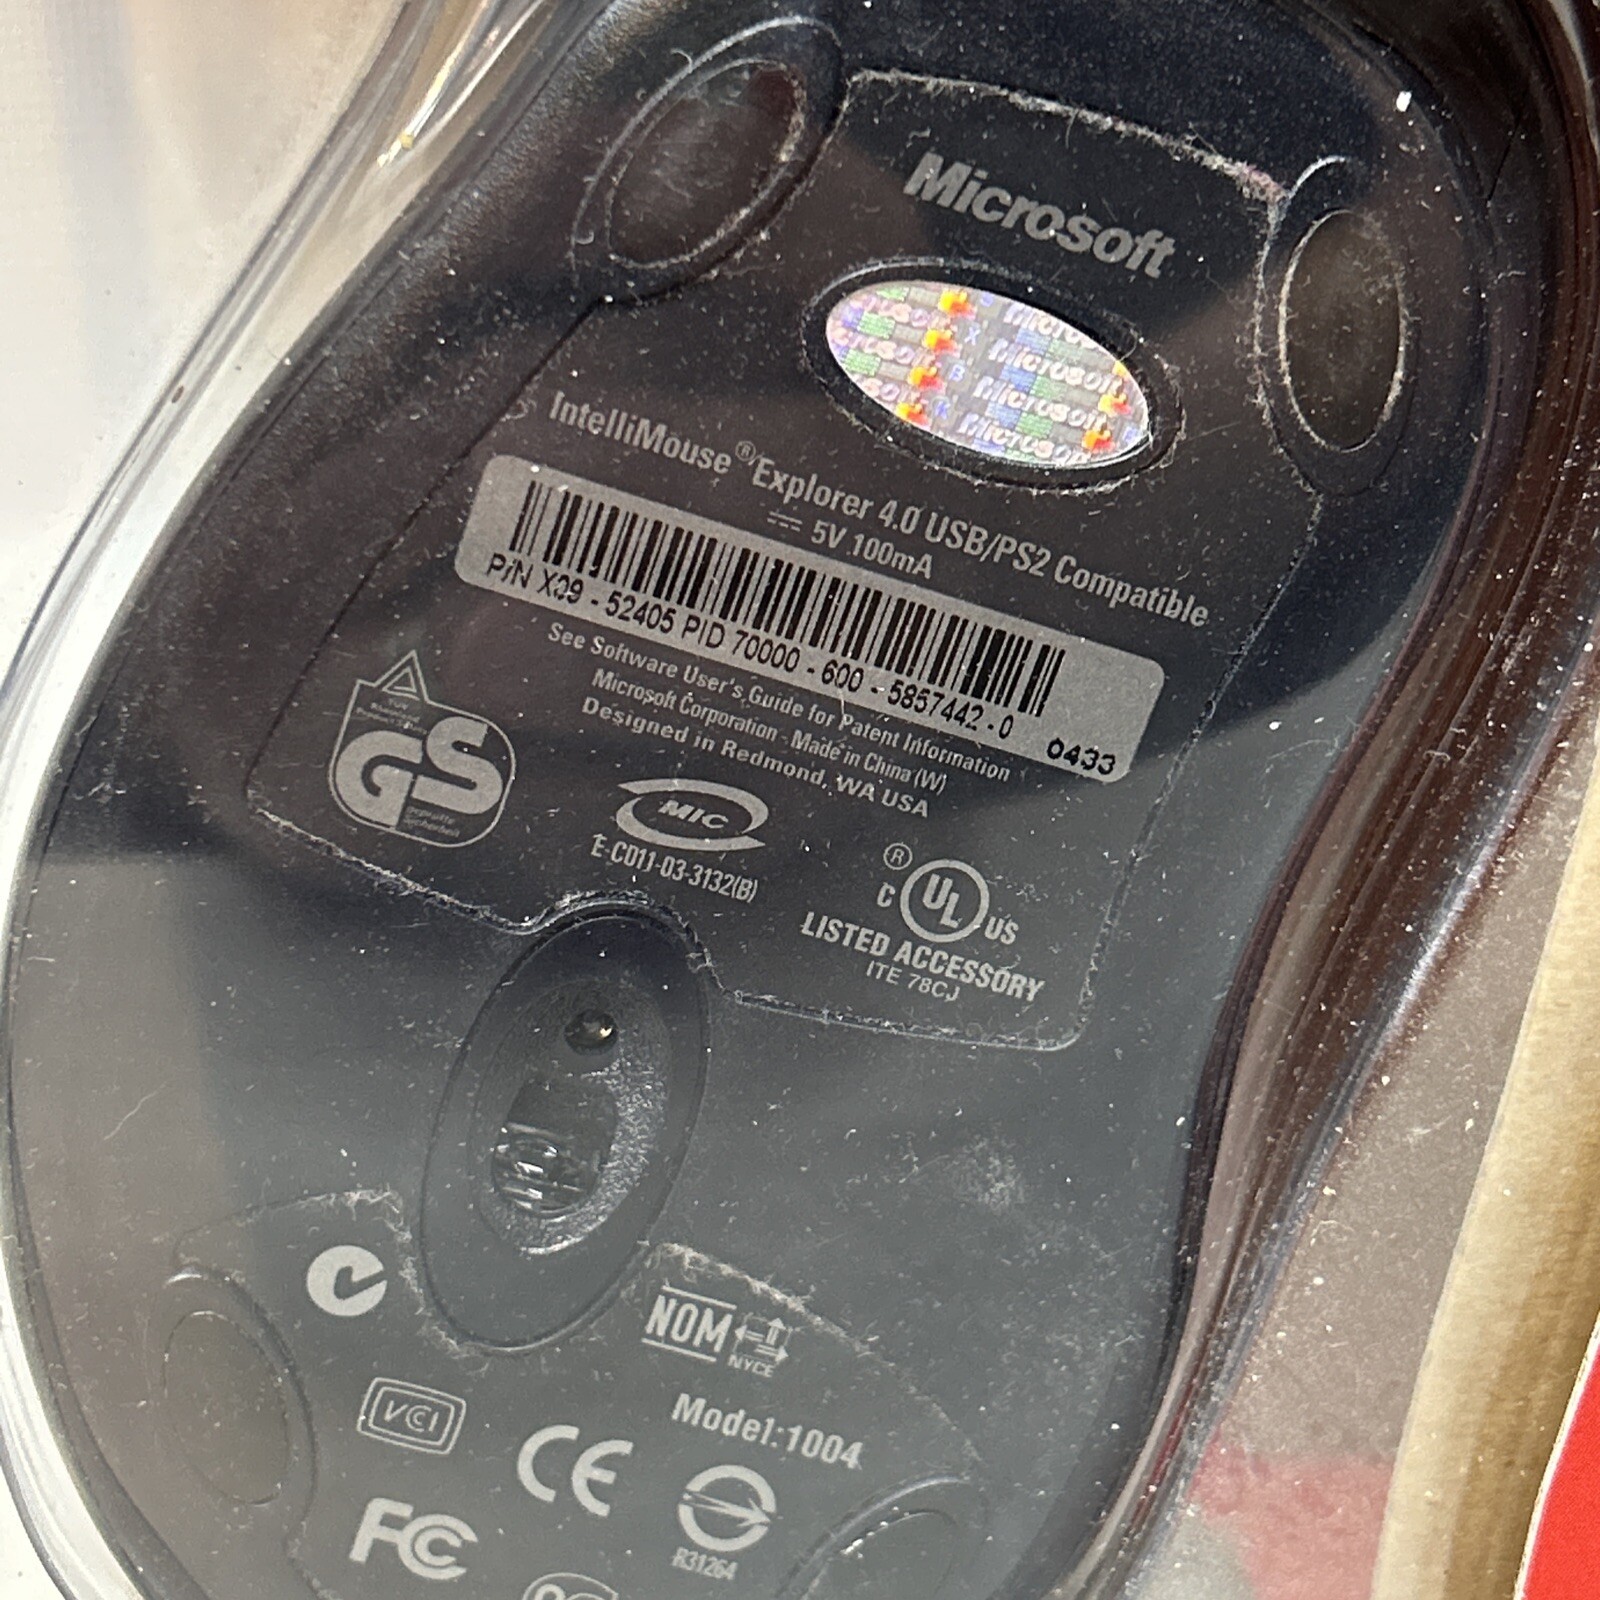 Microsoft
Microsoft
Microsoft
Microsoft
IntelliMouse® Explorer 4.0 USB/PS2 Compatible
5V 100mA
P/N X09 - 52405 PID 70000 - 600 - 5857442 - 0 0433
See Software User's Guide for Patent Information
Microsoft Corporation - Made in China (W)
Designed in Redmond, WA USA
GS
geprüfte
Sicherheit
MIC
E-C011-03-3132(B)
®
C UL US
LISTED ACCESSORY
ITE 78CJ
NOM
NYCE
VCI
Model:1004
CE
FC
R31264